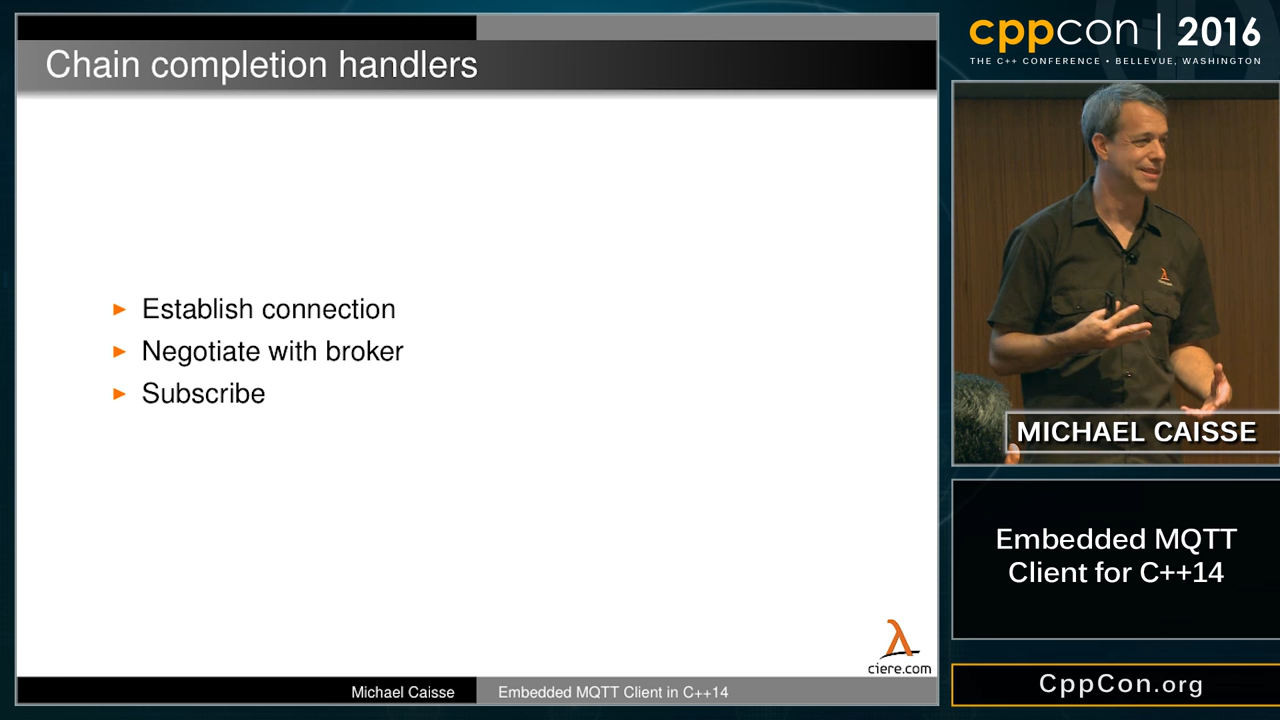 Chain completion handlers
► Establish connection
► Negotiate with broker
► Subscribe
λ
ciere.com
Michael Caisse
Embedded MQTT Client in C++14
cppcon | 2016
THE C++ CONFERENCE • BELLEVUE, WASHINGTON
λ
MICHAEL CAISSE
Embedded MQTT
Client for C++14
CppCon.org